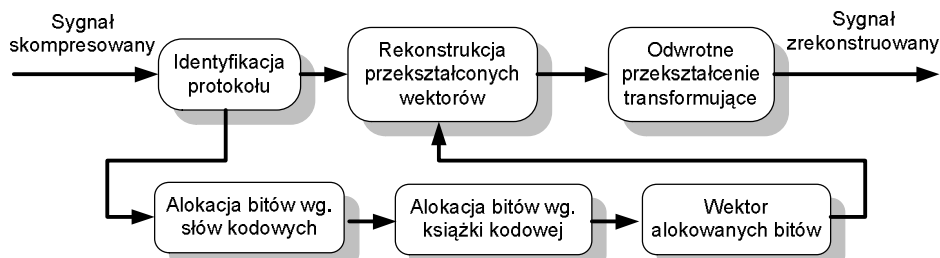 Sygnał
skompresowany
Identyfikacja
protokołu
Rekonstrukcja
przekształconych
wektorów
Odwrotne
przekształcenie
transformujące
Sygnał
zrekonstruowany
Alokacja bitów wg.
słów kodowych
Alokacja bitów wg.
książki kodowej
Wektor
alokowanych bitów